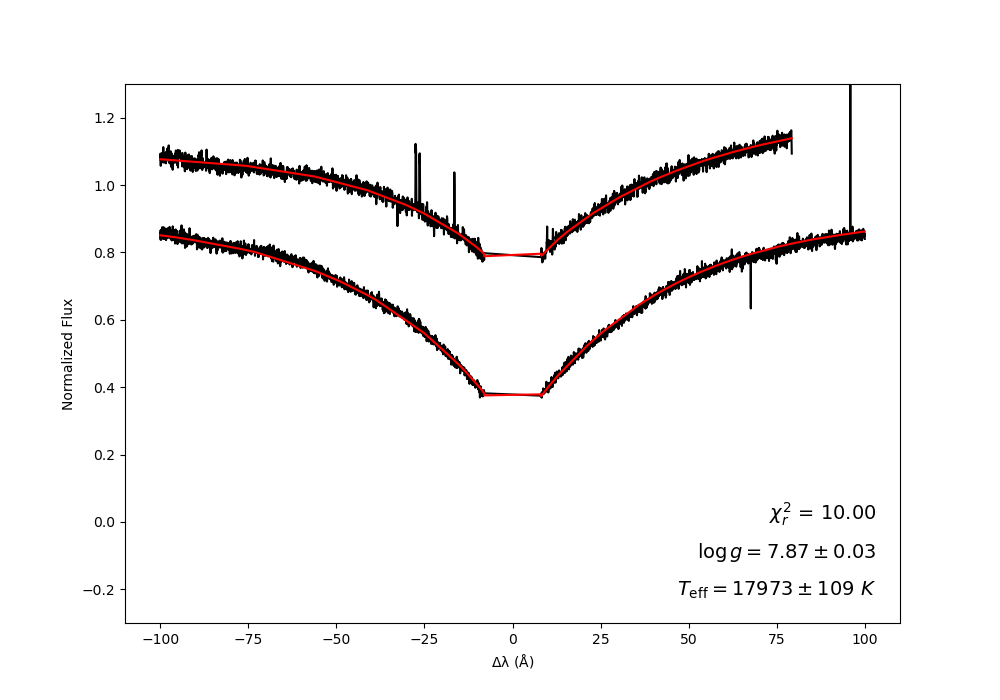 1.2
1.0
0.8
0.6
0.4
0.2
0.0
−0.2
Normalized Flux
χ²ᵣ = 10.00
log g = 7.87 ± 0.03
T_eff = 17973 ± 109 K
−100 −75 −50 −25 0 25 50 75 100
Δλ (Å)